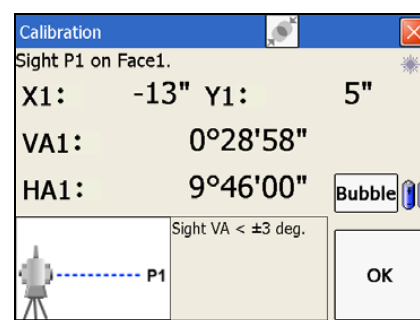 Calibration
Sight P1 on Face1.
X1: -13" Y1: 5"
VA1: 0°28'58"
HA1: 9°46'00"
Bubble
Sight VA < ±3 deg.
P1
OK